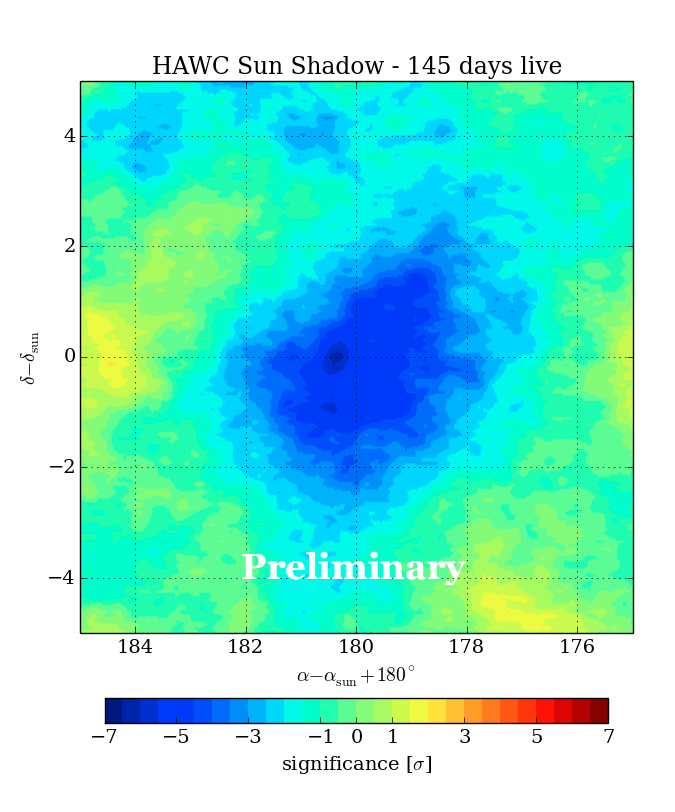 HAWC Sun Shadow - 145 days live
4
2
0
−2
−4
δ−δsun
Preliminary
184 182 180 178 176
α−αsun+180°
−7 −5 −3 −1 0 1 3 5 7
significance [σ]